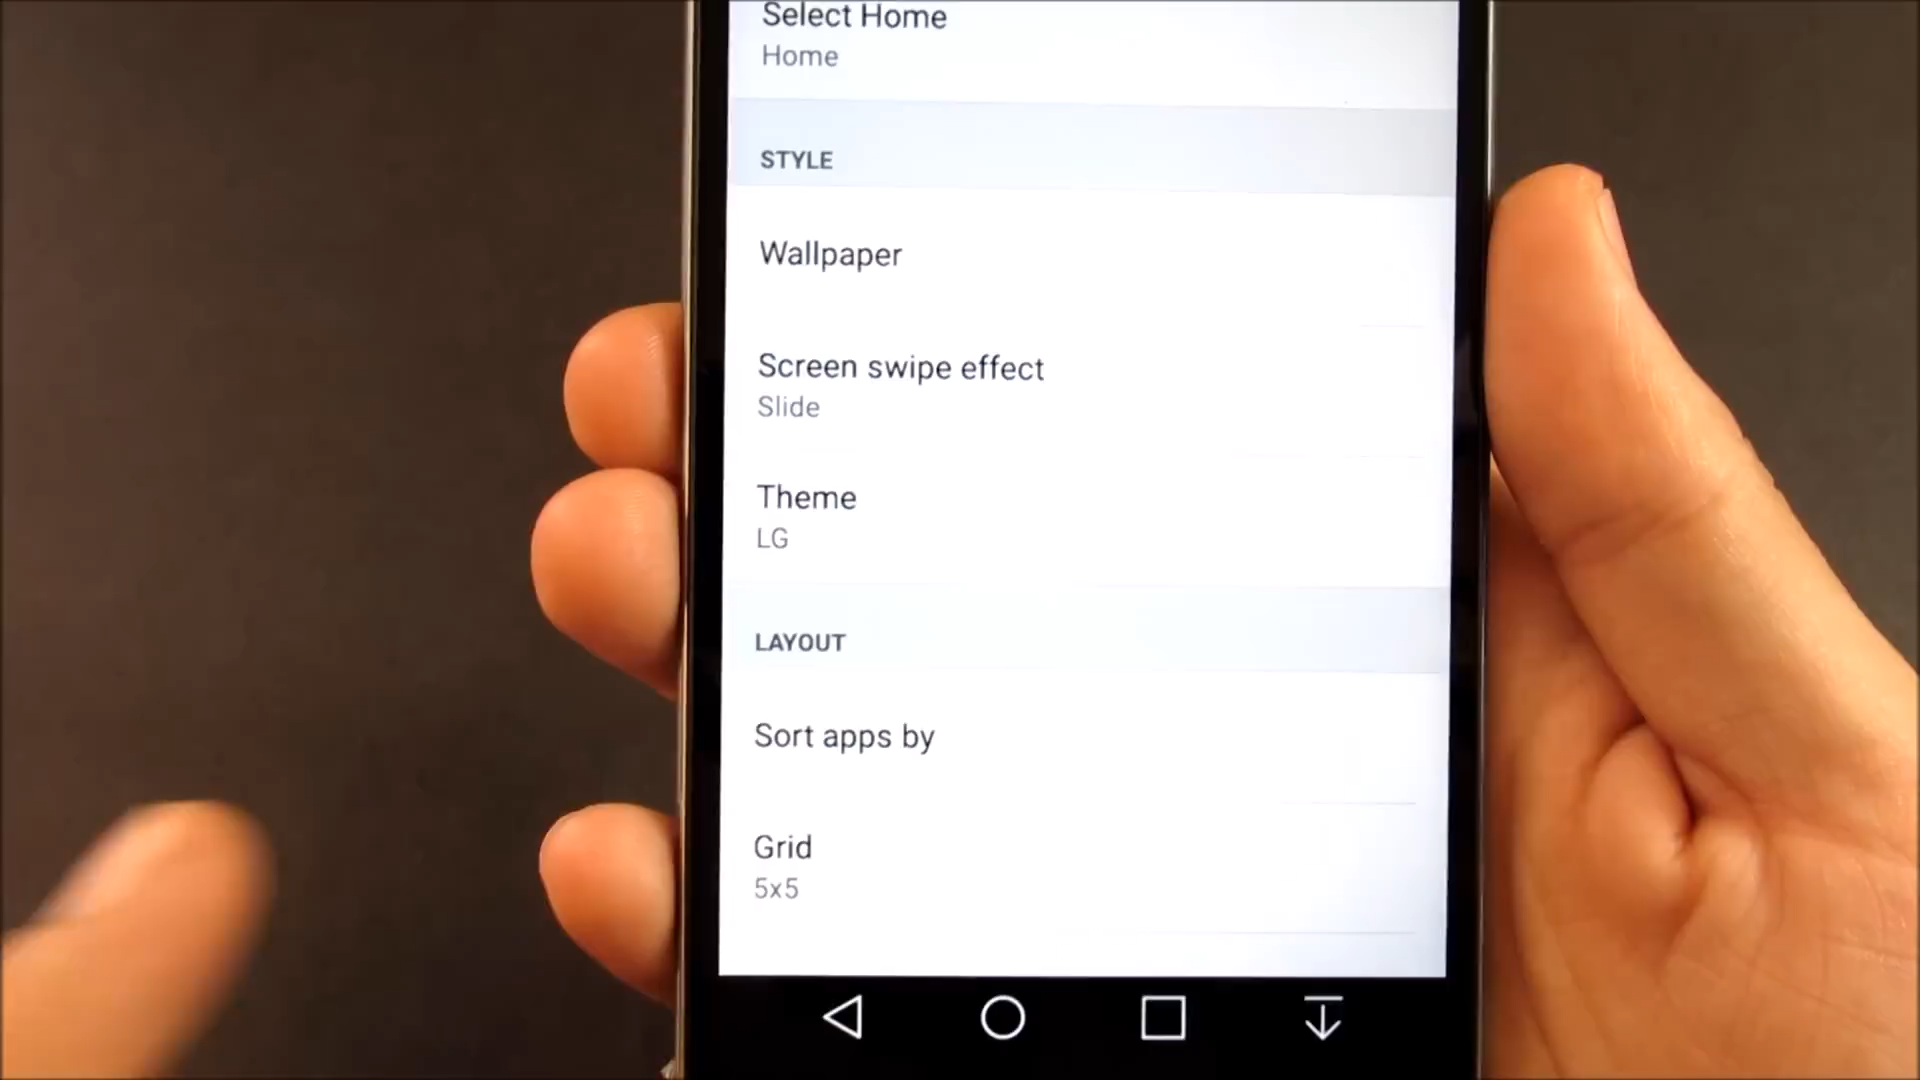 Select Home
Home
STYLE
Wallpaper
Screen swipe effect
Slide
Theme
LG
LAYOUT
Sort apps by
Grid
5x5